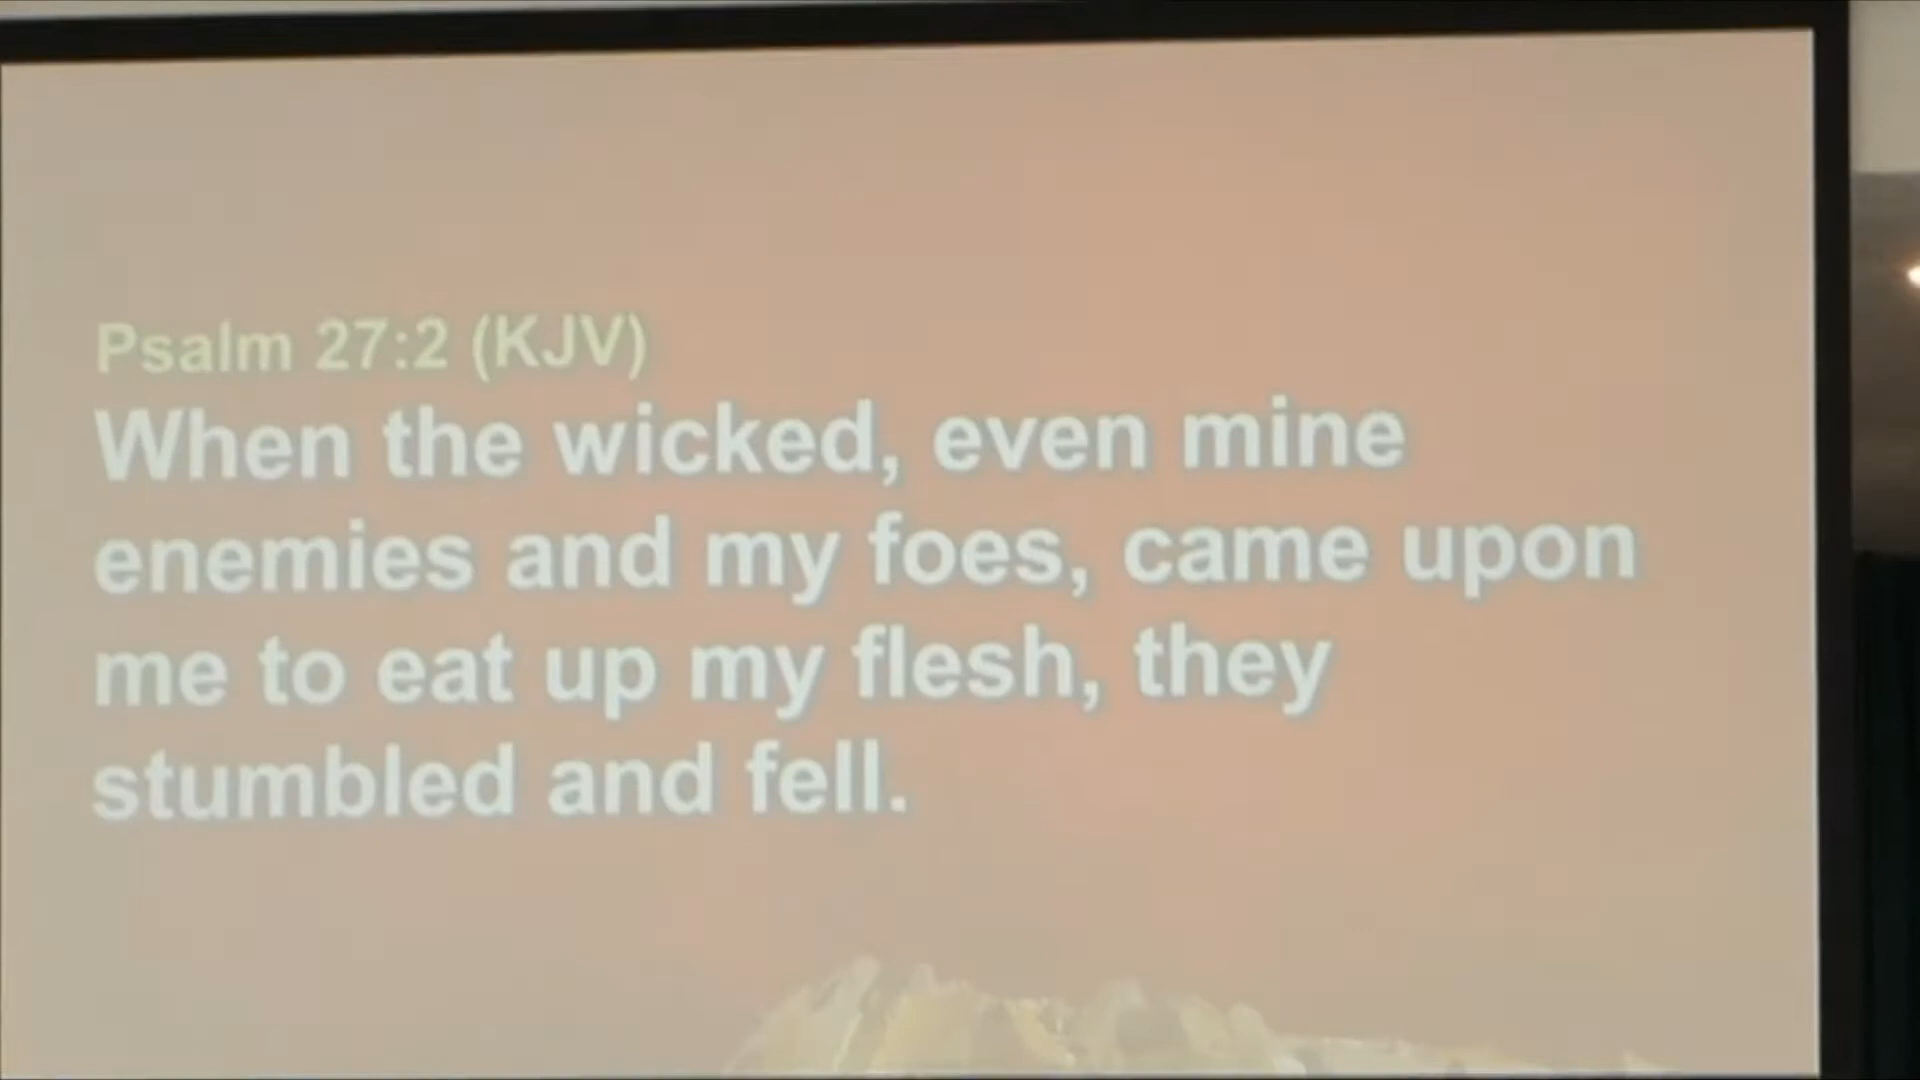 Psalm 27:2 (KJV)
When the wicked, even mine
enemies and my foes, came upon
me to eat up my flesh, they
stumbled and fell.